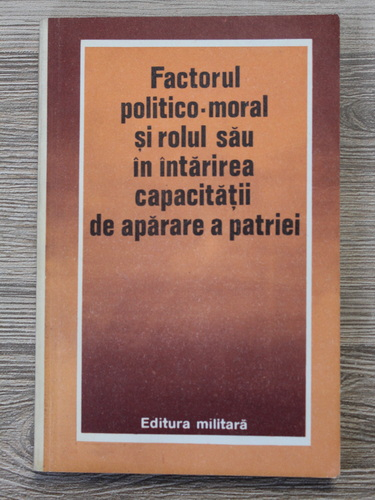 Factorul
politico-moral
și rolul său
în întărirea
capacității
de apărare a patriei
Editura militară